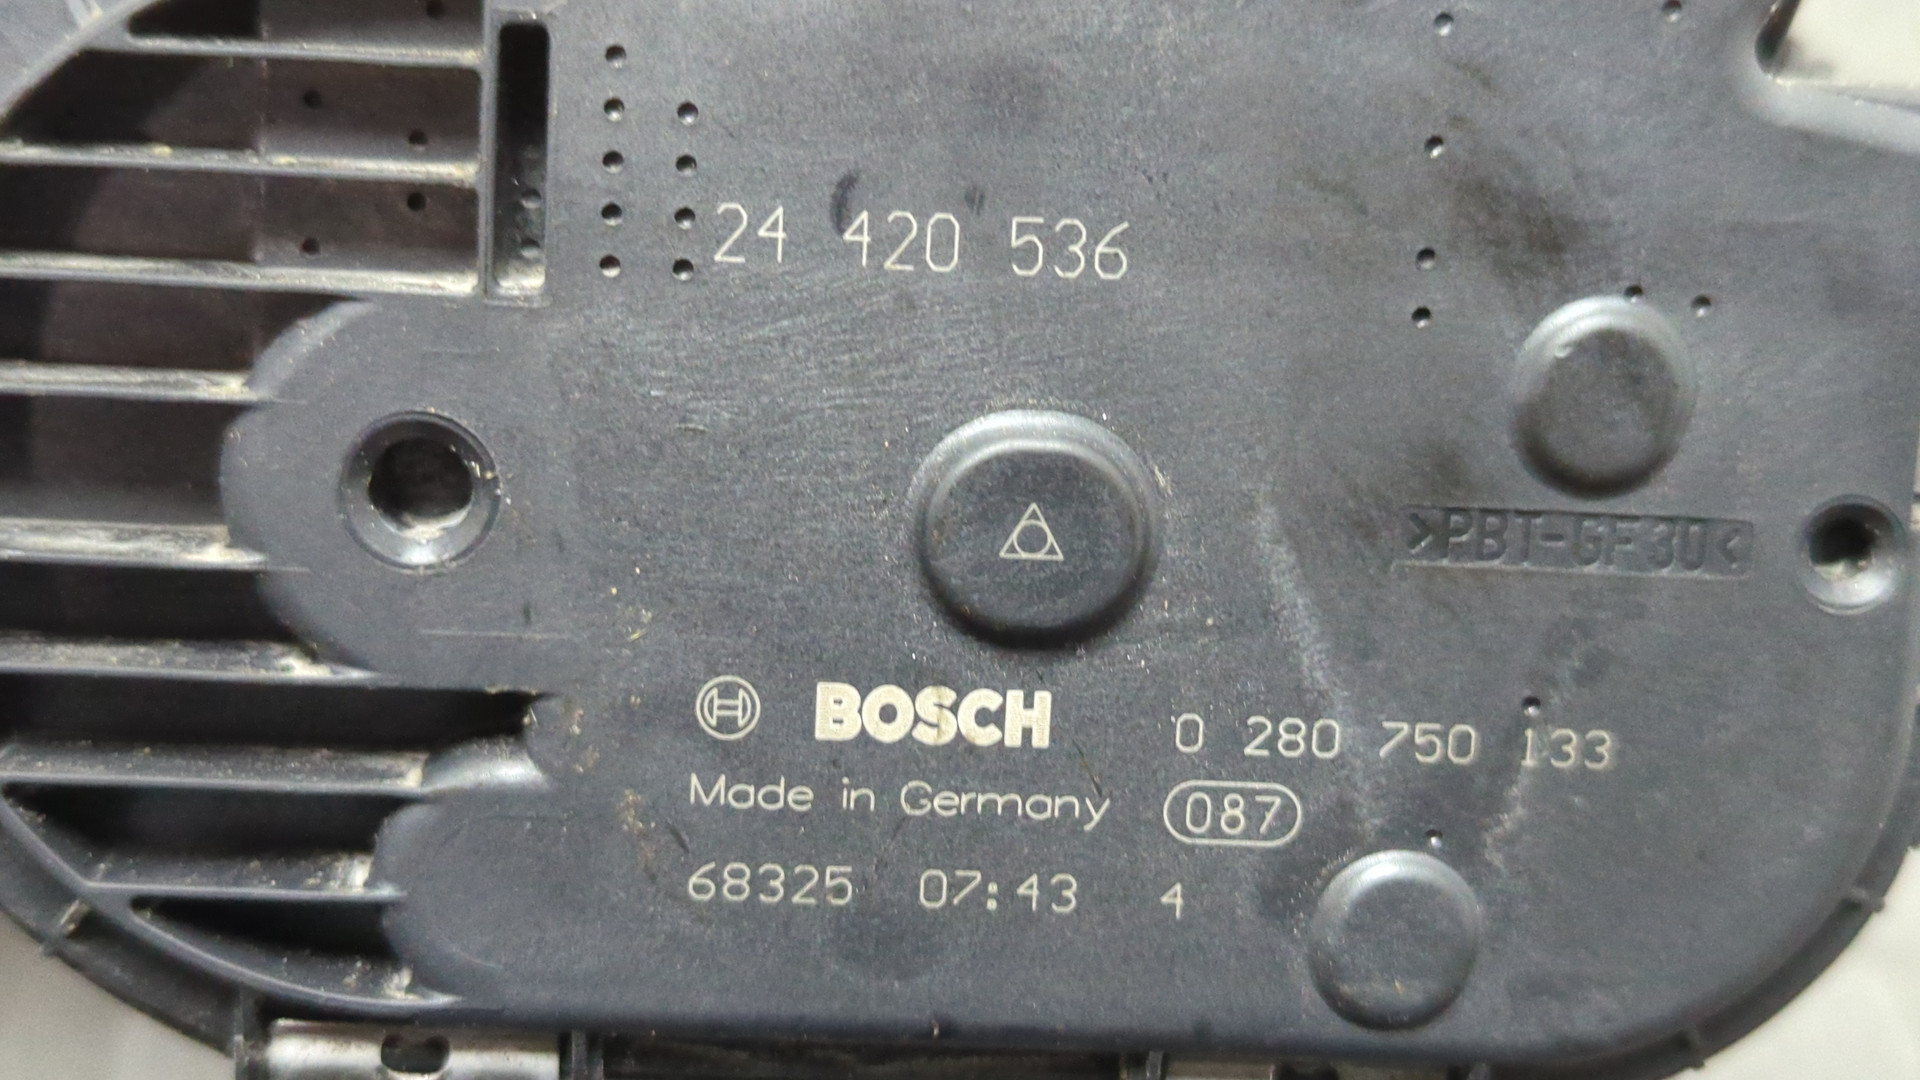 24 420 536
>PBT-GF30<
BOSCH 0 280 750 133
Made in Germany 087
68325 07:43 4